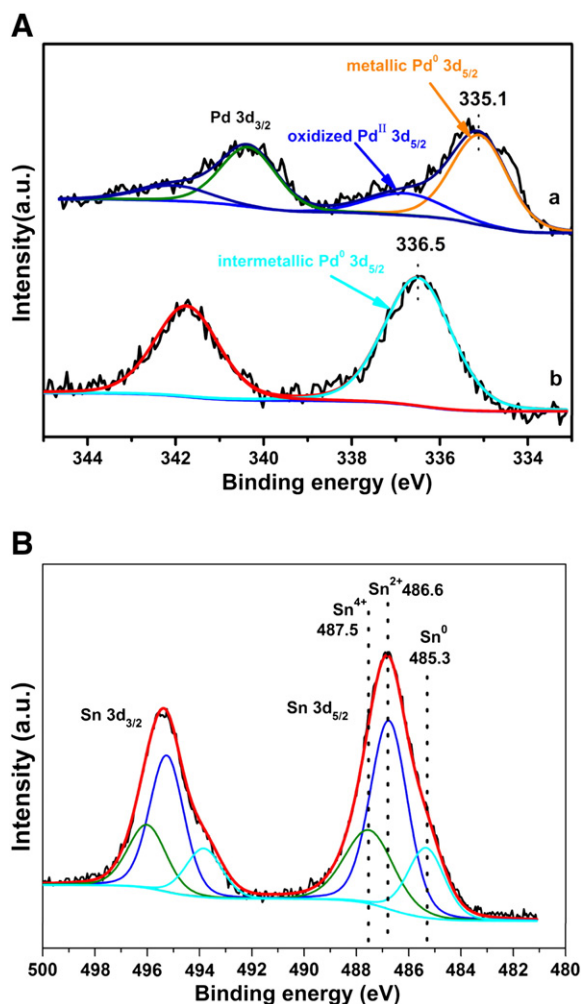 A
metallic Pd⁰ 3d5/2
335.1
Pd 3d3/2
oxidized Pdᴵᴵ 3d5/2
a
336.5
intermetallic Pd⁰ 3d5/2
b
Intensity(a.u.)
344 342 340 338 336 334
Binding energy (eV)
B
Sn²⁺ 486.6
Sn⁴⁺
487.5
Sn⁰
485.3
Sn 3d3/2
Sn 3d5/2
Intensity (a.u.)
500 498 496 494 492 490 488 486 484 482 480
Binding energy (eV)